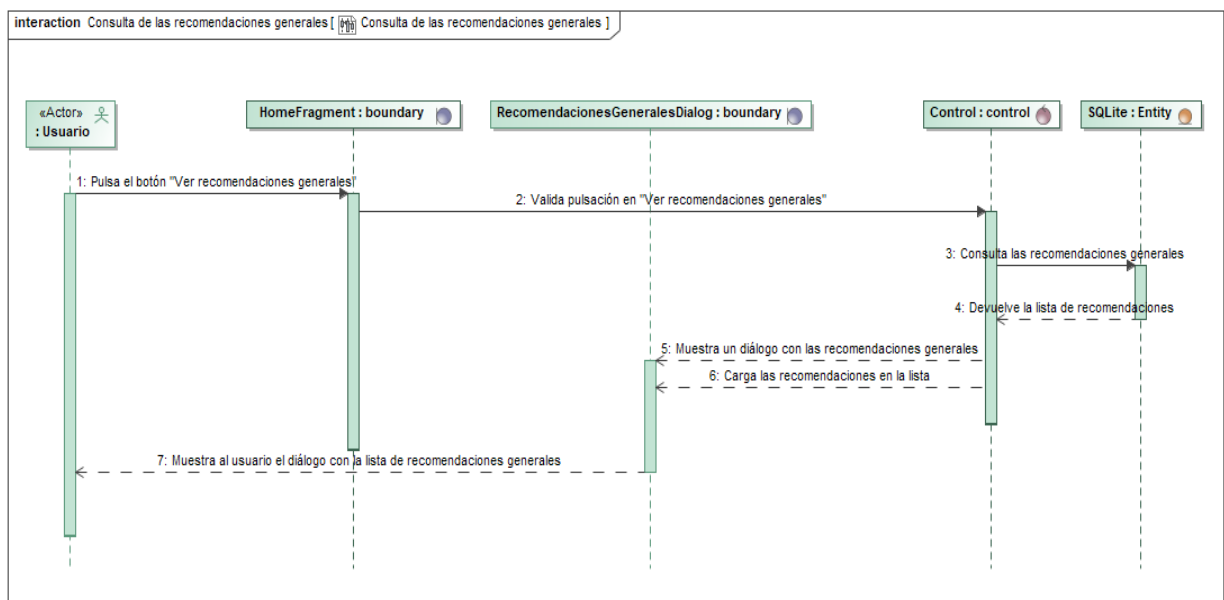 interaction Consulta de las recomendaciones generales [ Consulta de las recomendaciones generales ]
«Actor»
: Usuario
HomeFragment : boundary
RecomendacionesGeneralesDialog : boundary
Control : control
SQLite : Entity
1: Pulsa el botón "Ver recomendaciones generales"
2: Valida pulsación en "Ver recomendaciones generales"
3: Consulta las recomendaciones generales
4: Devuelve la lista de recomendaciones
5: Muestra un diálogo con las recomendaciones generales
6: Carga las recomendaciones en la lista
7: Muestra al usuario el diálogo con la lista de recomendaciones generales